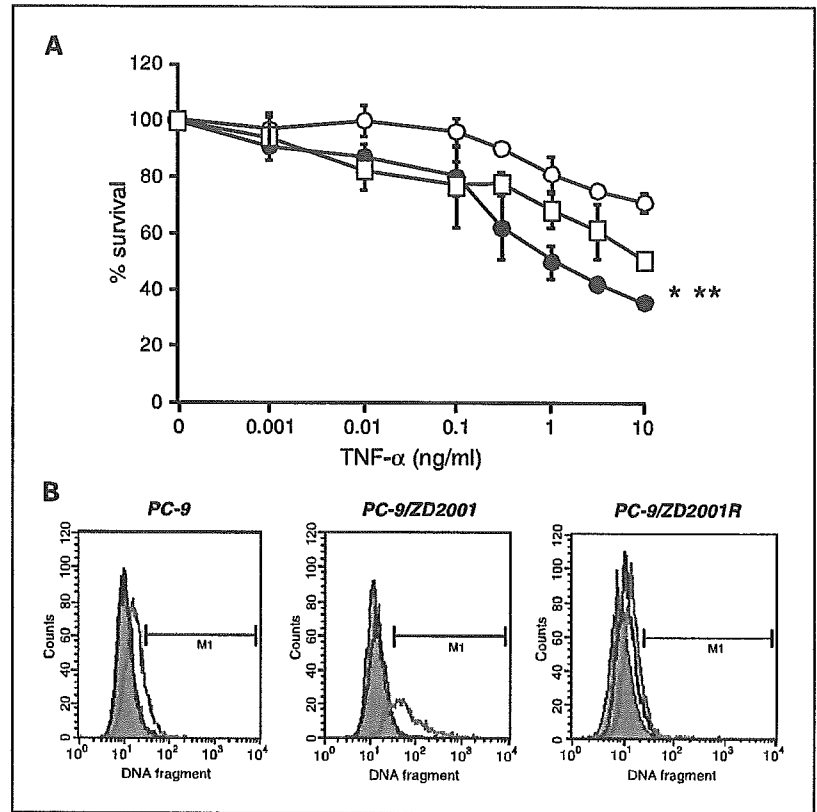 A
120
100
80
60
40
20
0
% survival
* **
0 0.001 0.01 0.1 1 10
TNF-α (ng/ml)
B
PC-9 PC-9/ZD2001 PC-9/ZD2001R
120
100
80
60
40
20
0
Counts
M1
10⁰ 10¹ 10² 10³ 10⁴
DNA fragment
120
100
80
60
40
20
0
Counts
M1
10⁰ 10¹ 10² 10³ 10⁴
DNA fragment
120
100
80
60
40
20
0
Counts
M1
10⁰ 10¹ 10² 10³ 10⁴
DNA fragment